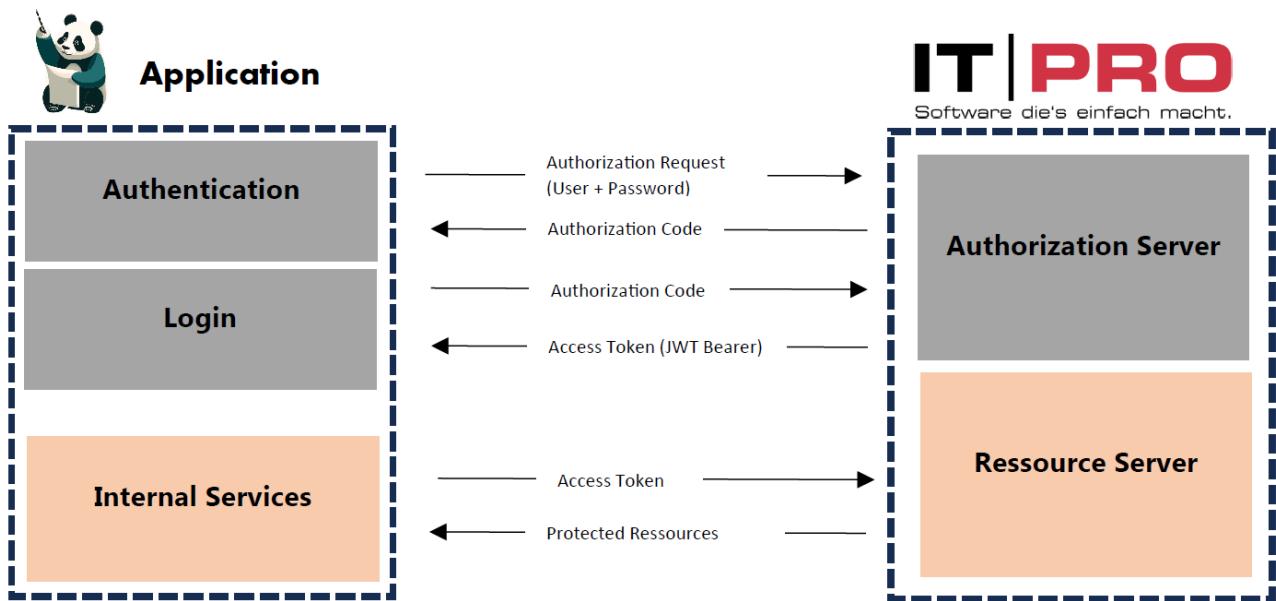 Application
IT|PRO
Software die's einfach macht.
Authentication
Login
Internal Services
Authorization Request
(User + Password)
Authorization Code
Authorization Code
Access Token (JWT Bearer)
Access Token
Protected Ressources
Authorization Server
Ressource Server